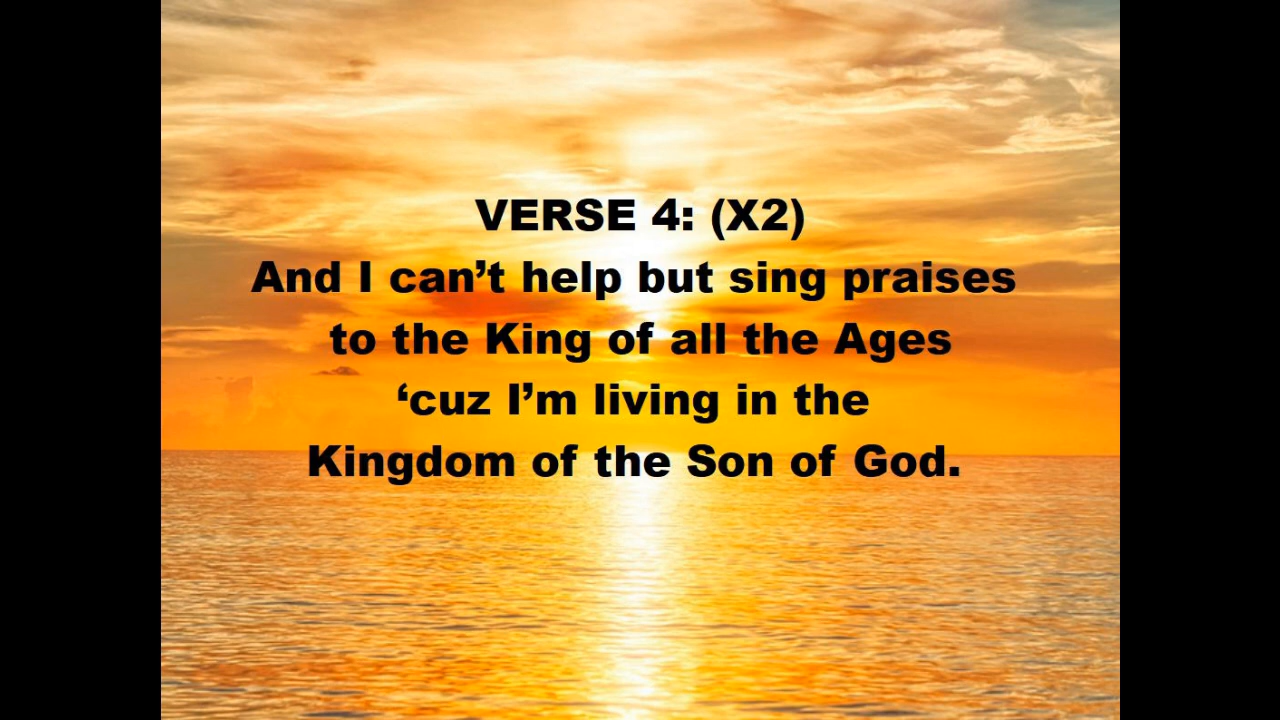 VERSE 4: (X2)
And I can’t help but sing praises
to the King of all the Ages
‘cuz I’m living in the
Kingdom of the Son of God.